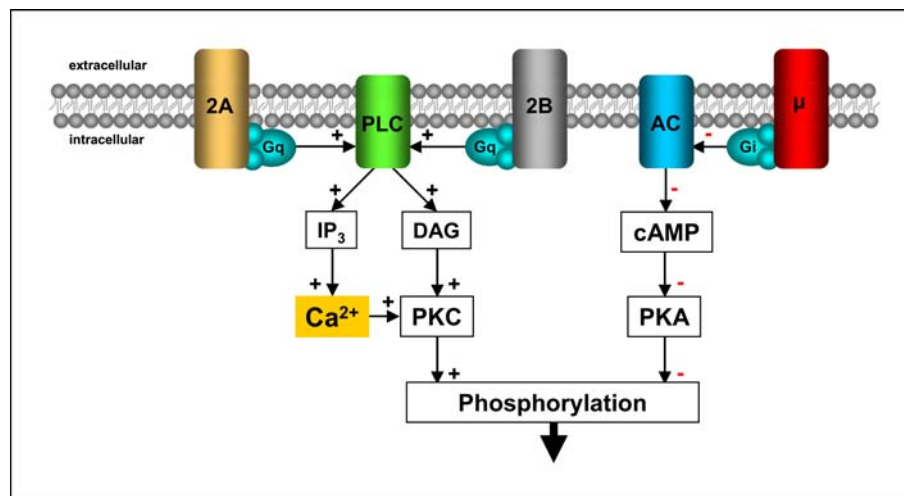 extracellular
intracellular
2A
Gq
+
PLC
+
Gq
2B
AC
-
Gi
μ
+
+
-
IP3
DAG
cAMP
+
+
-
Ca2+
+
PKC
PKA
+
-
Phosphorylation